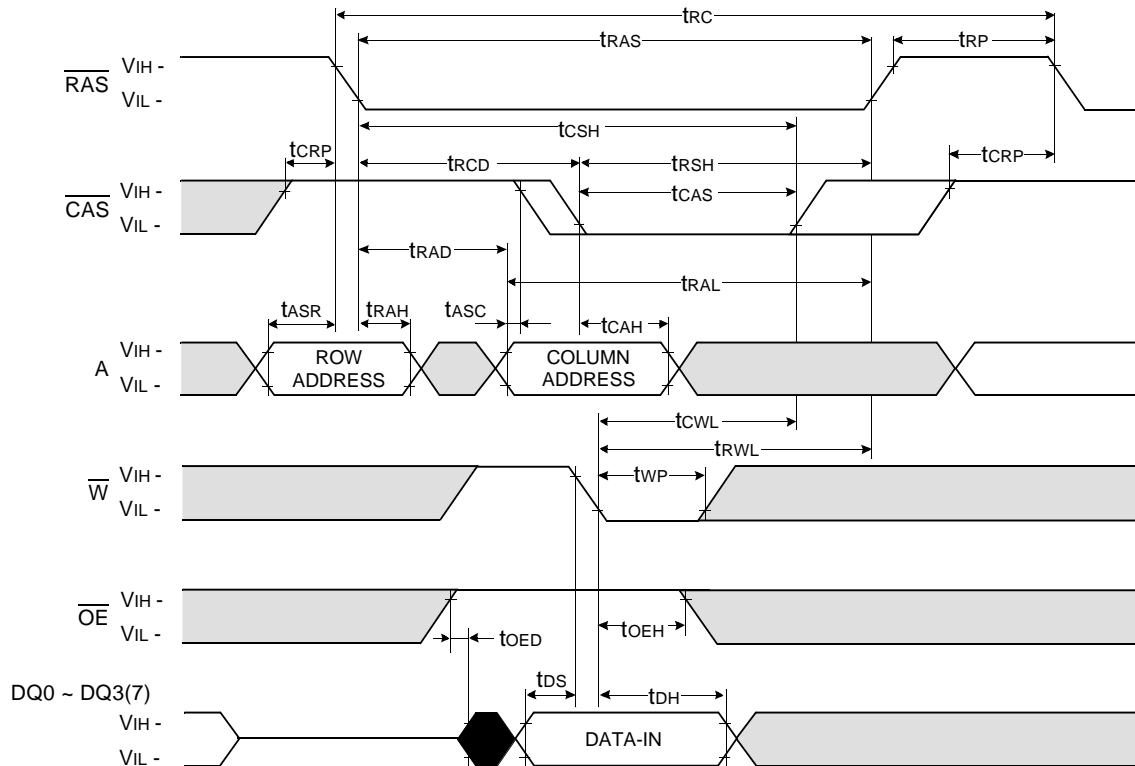 tRC
tRAS
tRP
RAS
VIH -
VIL -
tCSH
tCRP
tRCD
tRSH
tCRP
CAS
VIH -
VIL -
tCAS
tRAD
tRAL
tASR
tRAH
tASC
tCAH
A
VIH -
VIL -
ROW
ADDRESS
COLUMN
ADDRESS
tCWL
tRWL
W
VIH -
VIL -
tWP
OE
VIH -
VIL -
tOED
tOEH
DQ0 ~ DQ3(7)
tDS
tDH
VIH -
VIL -
DATA-IN